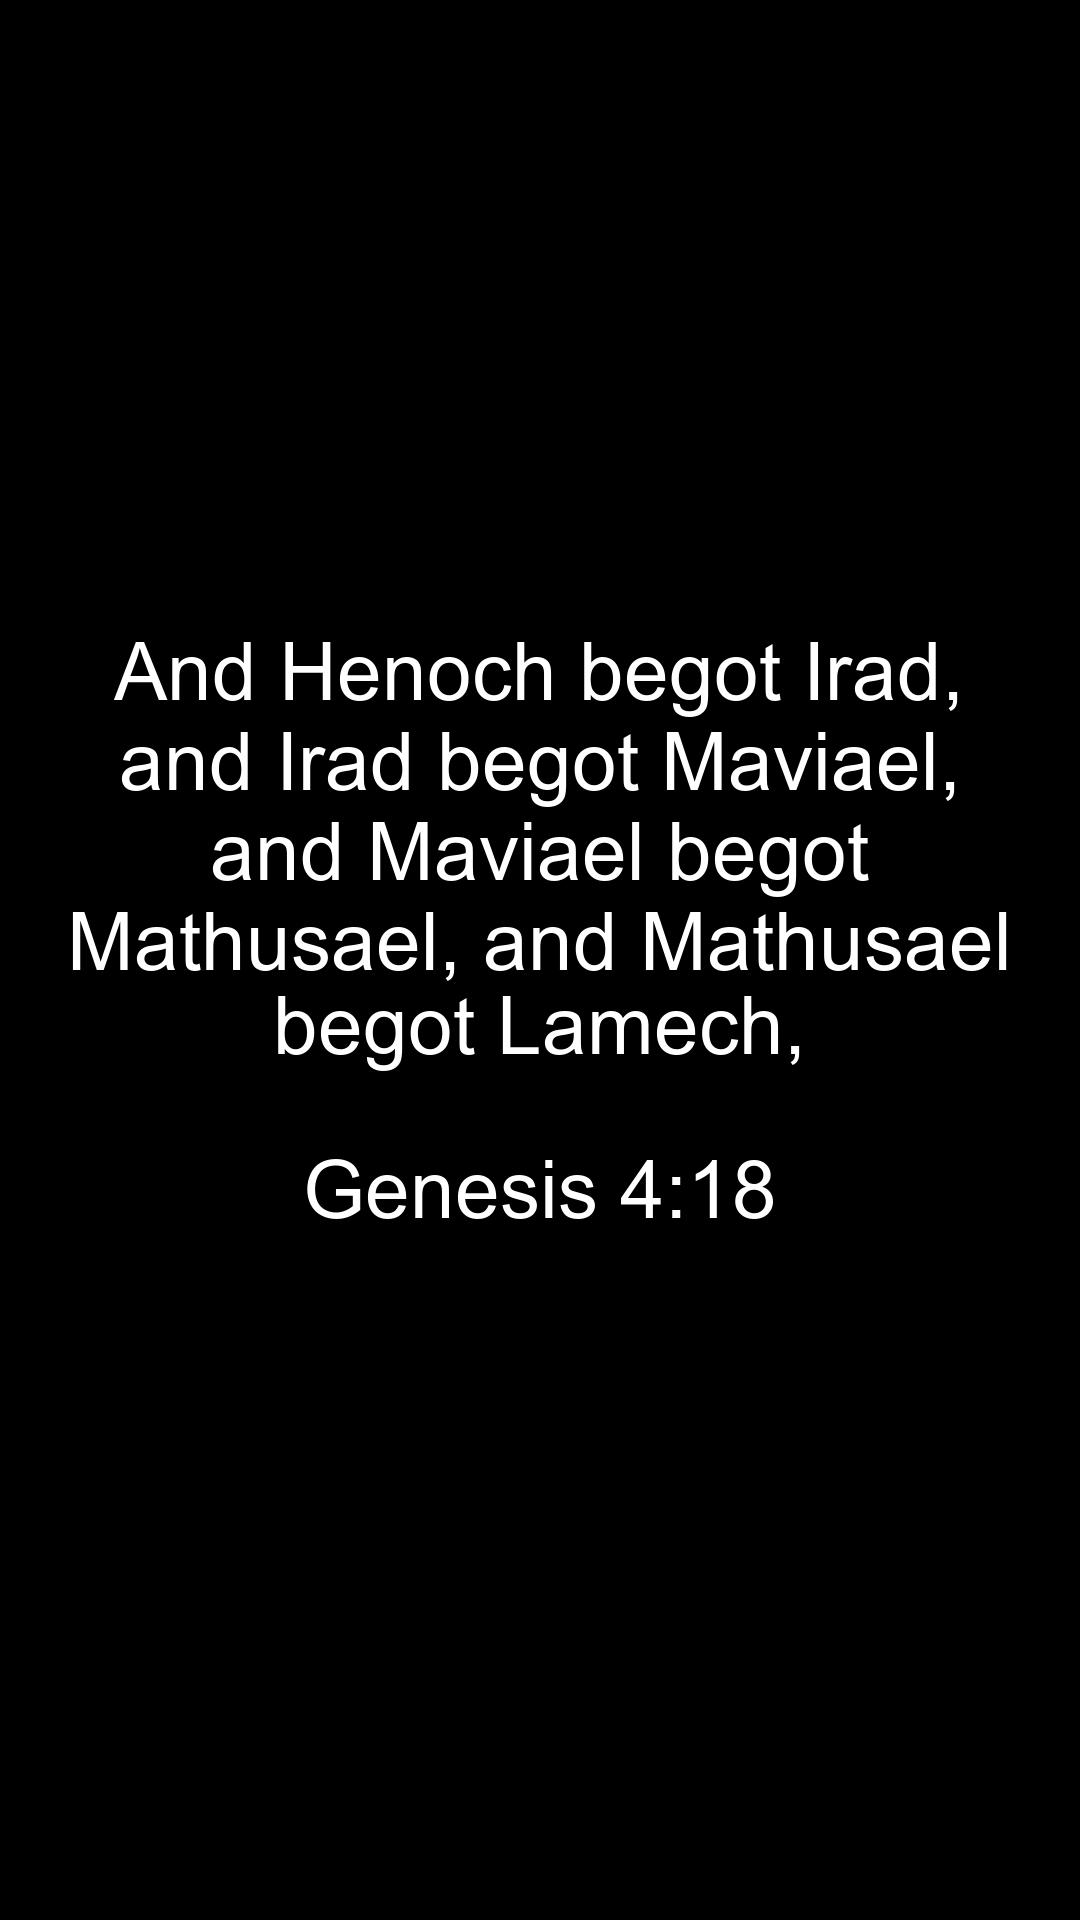 And Henoch begot Irad,
and Irad begot Maviael,
and Maviael begot
Mathusael, and Mathusael
begot Lamech,
Genesis 4:18